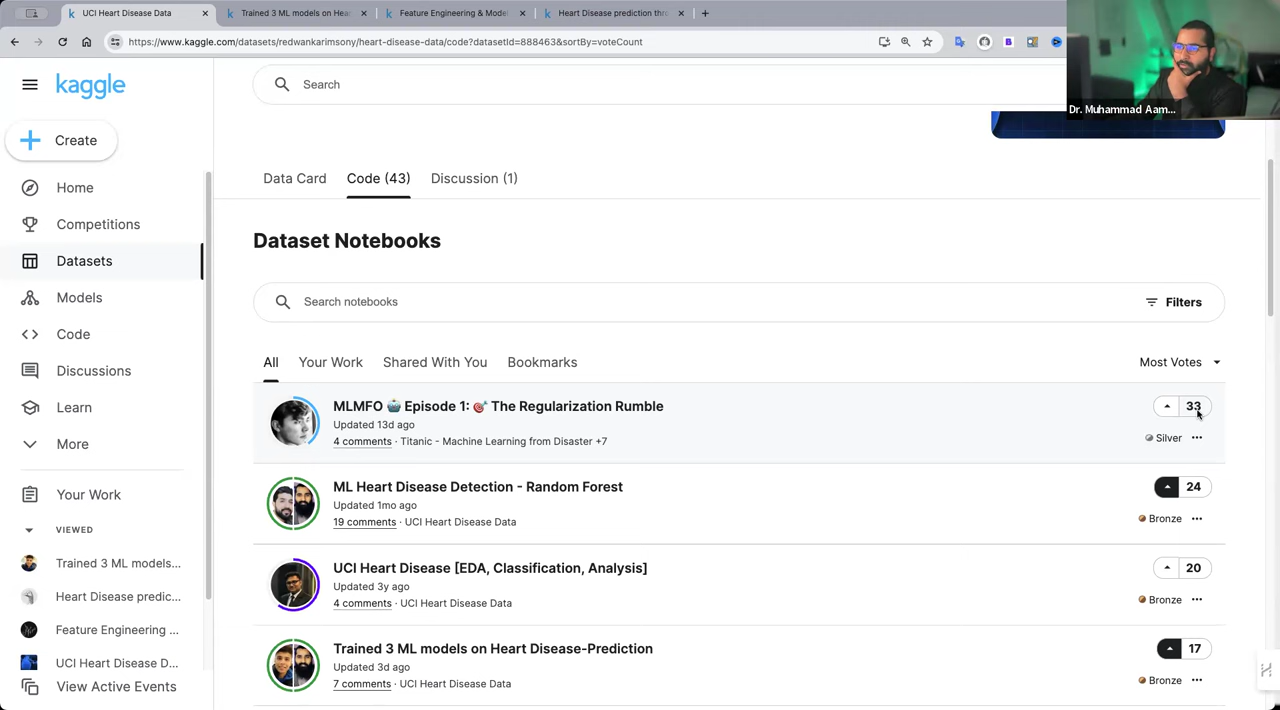 UCI Heart Disease Data
Trained 3 ML models on Hea
Feature Engineering & Mode
Heart Disease prediction thr
https://www.kaggle.com/datasets/redwankarimsony/heart-disease-data/code?datasetId=888463&sortBy=voteCount
Dr. Muhammad Aam...
kaggle
Search
Create
Home
Competitions
Datasets
Models
Code
Discussions
Learn
More
Your Work
VIEWED
Trained 3 ML models...
Heart Disease predic...
Feature Engineering ...
UCI Heart Disease D...
View Active Events
Data Card
Code (43)
Discussion (1)
Dataset Notebooks
Search notebooks
Filters
All
Your Work
Shared With You
Bookmarks
Most Votes
MLMFO 🤖 Episode 1: 🎯 The Regularization Rumble
33
Updated 13d ago
4 comments · Titanic - Machine Learning from Disaster +7
Silver
ML Heart Disease Detection - Random Forest
24
Updated 1mo ago
19 comments · UCI Heart Disease Data
Bronze
UCI Heart Disease [EDA, Classification, Analysis]
20
Updated 3y ago
4 comments · UCI Heart Disease Data
Bronze
Trained 3 ML models on Heart Disease-Prediction
17
Updated 3d ago
7 comments · UCI Heart Disease Data
Bronze